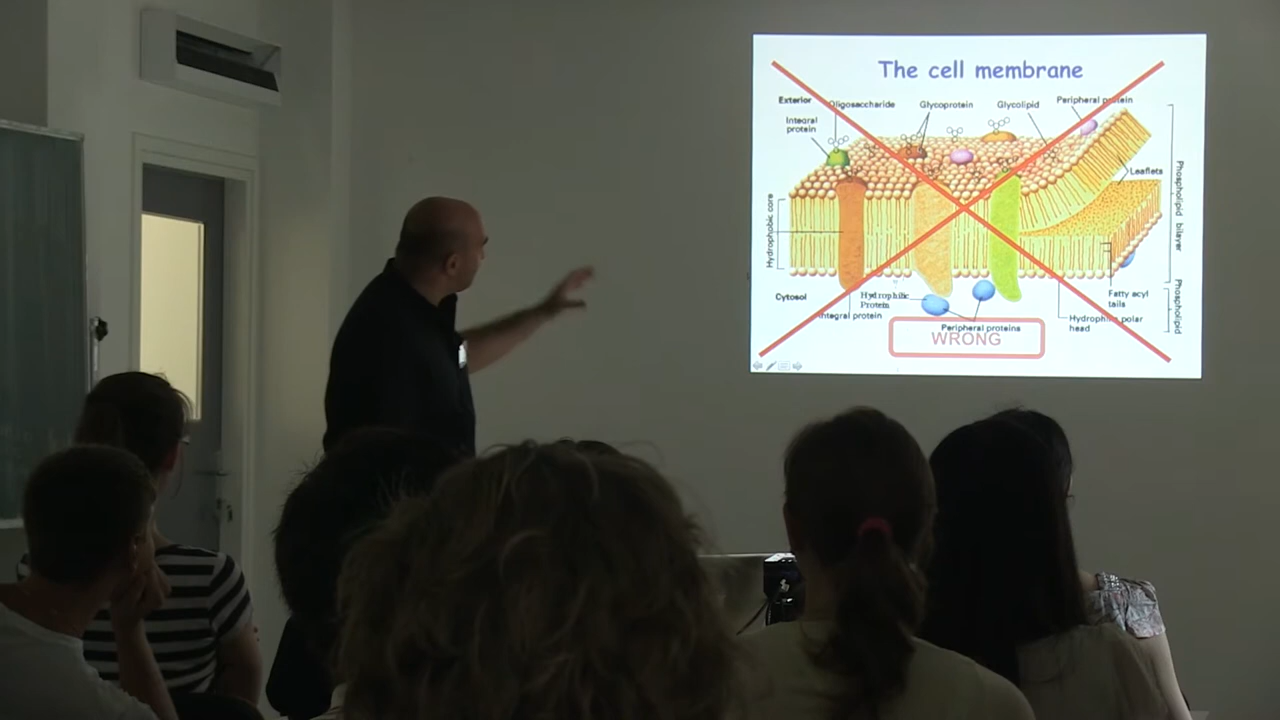 The cell membrane
Exterior
Oligosaccharide
Glycoprotein
Glycolipid
Peripheral protein
Integral
protein
Leaflets
Hydrophobic core
Phospholipid bilayer
Cytosol
Hydrophilic
Protein
Integral protein
Peripheral proteins
WRONG
Fatty acyl
tails
Hydrophilic polar
head
Phospholipid